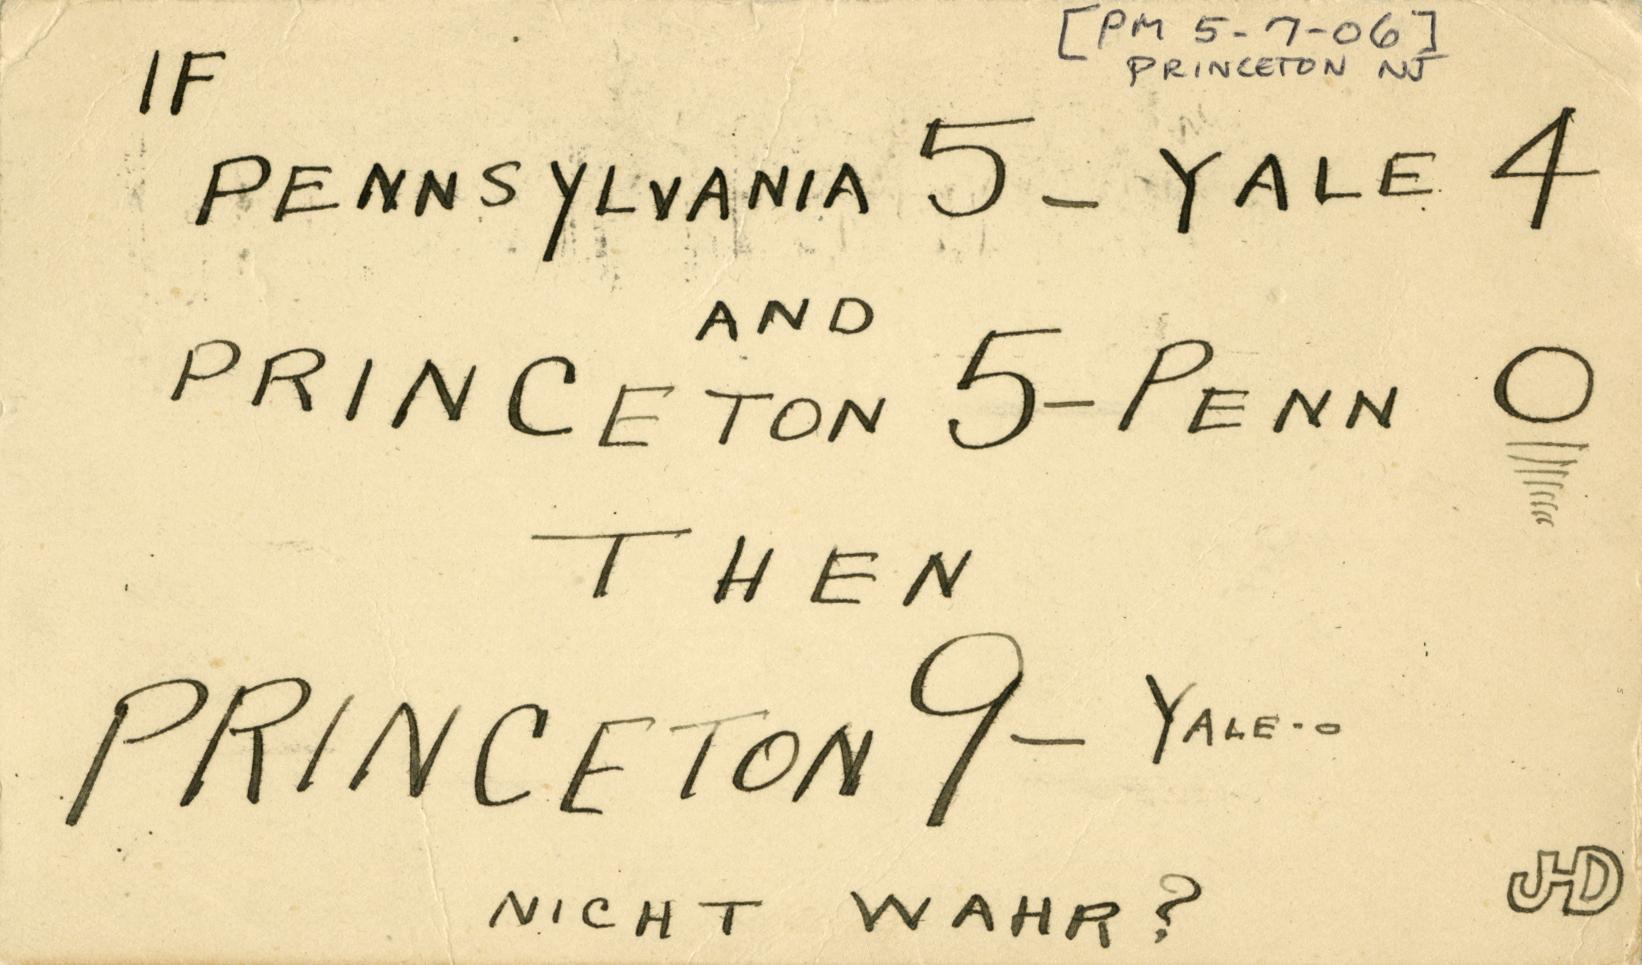 [PM 5-7-06]
PRINCETON NJ
IF
PENNSYLVANIA 5 - YALE 4
AND
PRINCETON 5 - PENN 0
THEN
PRINCETON 9 - YALE -- 0
NICHT WAHR?
JHD